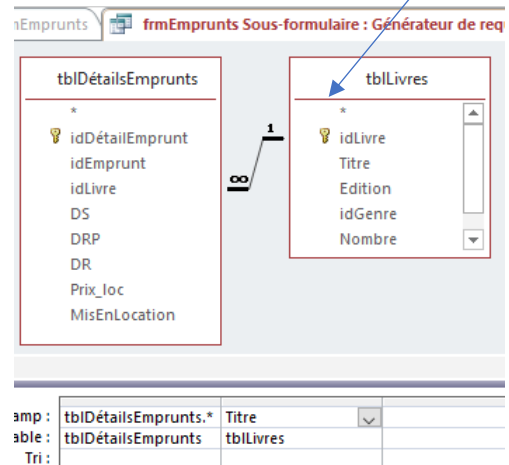 nEmprunts frmEmprunts Sous-formulaire : Générateur de requ
tblDétailsEmprunts
*
idDétailEmprunt
idEmprunt
idLivre
DS
DRP
DR
Prix_loc
MisEnLocation
1
∞
tblLivres
*
idLivre
Titre
Edition
idGenre
Nombre
amp : tblDétailsEmprunts.* Titre
able : tblDétailsEmprunts tblLivres
Tri :